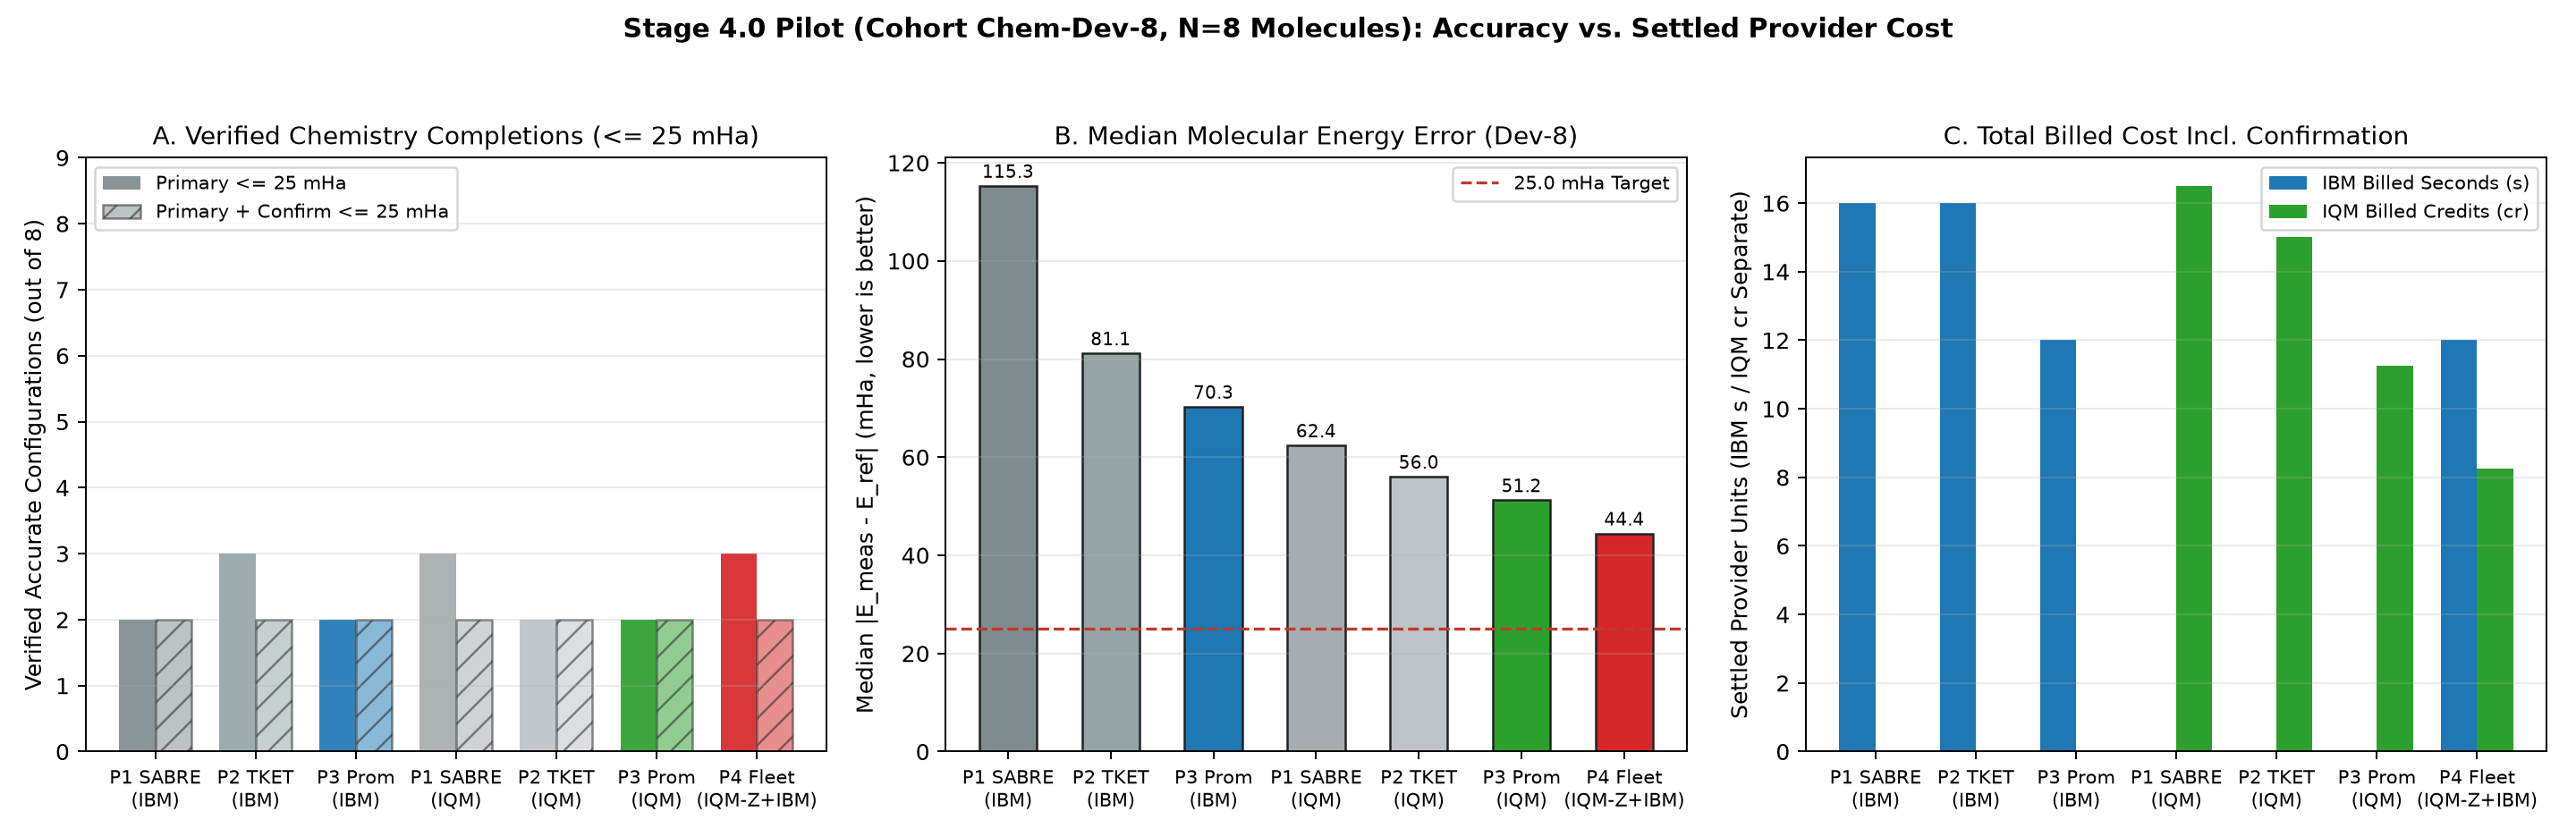 Stage 4.0 Pilot (Cohort Chem-Dev-8, N=8 Molecules): Accuracy vs. Settled Provider Cost
A. Verified Chemistry Completions (<= 25 mHa)
Verified Accurate Configurations (out of 8)
9
8
7
6
5
4
3
2
1
0
Primary <= 25 mHa
Primary + Confirm <= 25 mHa
P1 SABRE
(IBM)
P2 TKET
(IBM)
P3 Prom
(IBM)
P1 SABRE
(IQM)
P2 TKET
(IQM)
P3 Prom
(IQM)
P4 Fleet
(IQM-Z+IBM)
B. Median Molecular Energy Error (Dev-8)
Median |E_meas - E_ref| (mHa, lower is better)
120
100
80
60
40
20
0
25.0 mHa Target
115.3
81.1
70.3
62.4
56.0
51.2
44.4
P1 SABRE
(IBM)
P2 TKET
(IBM)
P3 Prom
(IBM)
P1 SABRE
(IQM)
P2 TKET
(IQM)
P3 Prom
(IQM)
P4 Fleet
(IQM-Z+IBM)
C. Total Billed Cost Incl. Confirmation
Settled Provider Units (IBM s / IQM cr Separate)
16
14
12
10
8
6
4
2
0
IBM Billed Seconds (s)
IQM Billed Credits (cr)
P1 SABRE
(IBM)
P2 TKET
(IBM)
P3 Prom
(IBM)
P1 SABRE
(IQM)
P2 TKET
(IQM)
P3 Prom
(IQM)
P4 Fleet
(IQM-Z+IBM)